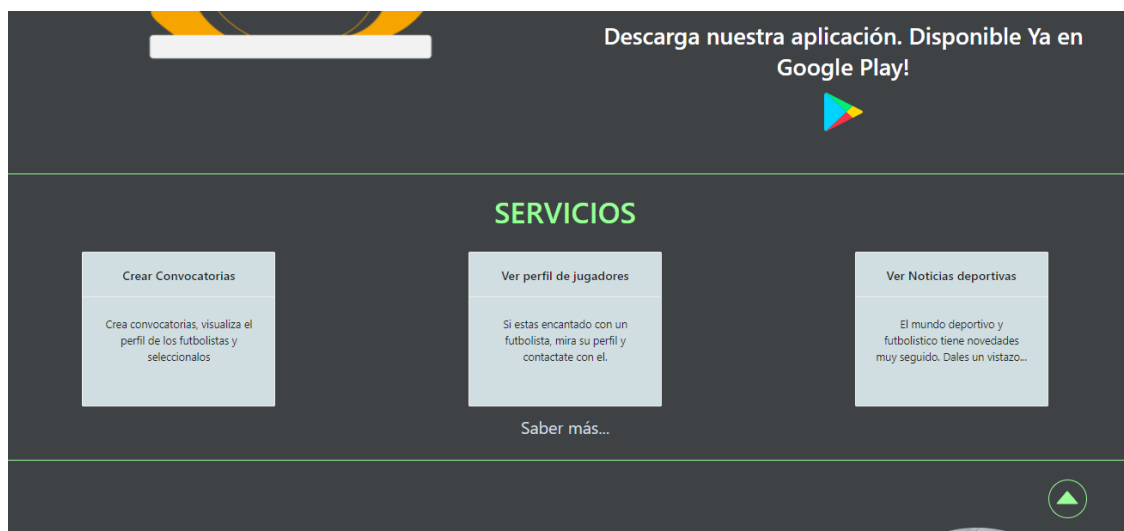 Descarga nuestra aplicación. Disponible Ya en
Google Play!
SERVICIOS
Crear Convocatorias
Crea convocatorias, visualiza el
perfil de los futbolistas y
seleccionalos
Ver perfil de jugadores
Si estas encantado con un
futbolista, mira su perfil y
contactate con el.
Ver Noticias deportivas
El mundo deportivo y
futbolistico tiene novedades
muy seguido. Dales un vistazo...
Saber más...